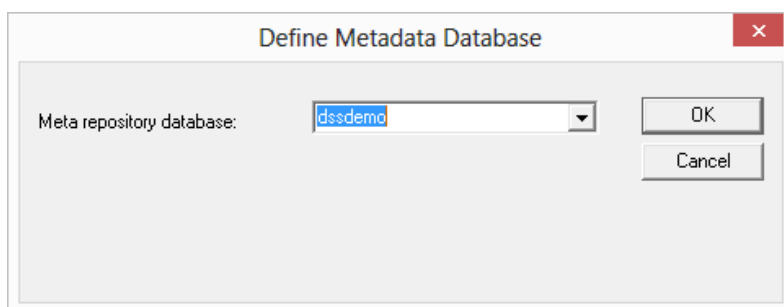 Define Metadata Database
Meta repository database:
dssdemo
OK
Cancel